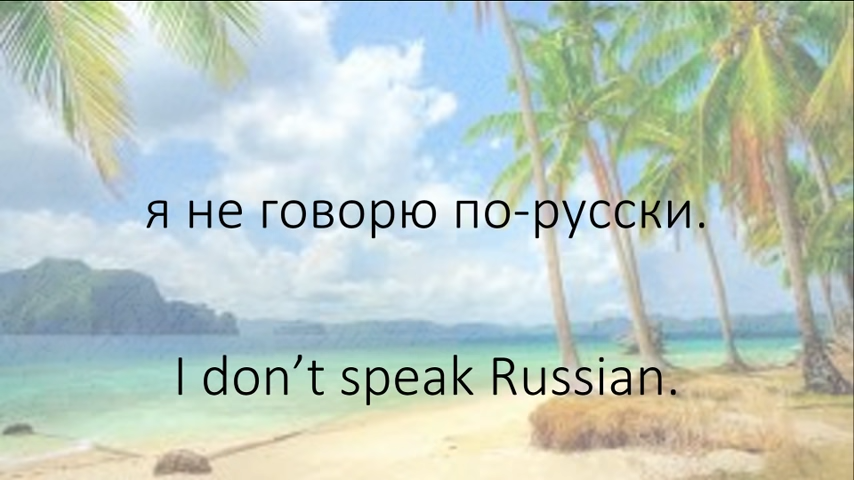 я не говорю по-русски.
I don’t speak Russian.